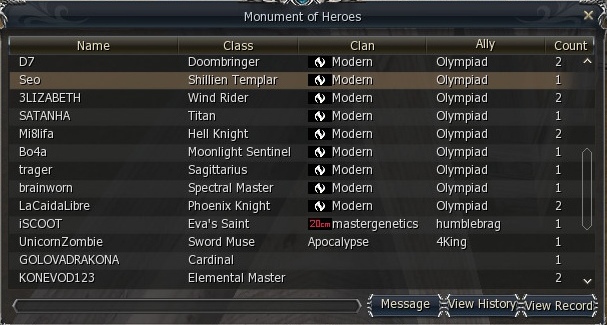 Monument of Heroes
Name Class Clan Ally Count
D7 Doombringer Modern Olympiad 2
Seo Shillien Templar Modern Olympiad 1
3LIZABETH Wind Rider Modern Olympiad 2
SATANHA Titan Modern Olympiad 1
Mi8lifa Hell Knight Modern Olympiad 2
Bo4a Moonlight Sentinel Modern Olympiad 1
trager Sagittarius Modern Olympiad 1
brainworn Spectral Master Modern Olympiad 1
LaCaidaLibre Phoenix Knight Modern Olympiad 2
iSCOOT Eva's Saint 20cm mastergenetics humblebrag 1
UnicornZombie Sword Muse Apocalypse 4King 1
GOLOVADRAKONA Cardinal 1
KONEVOD123 Elemental Master 2
Message View History View Record